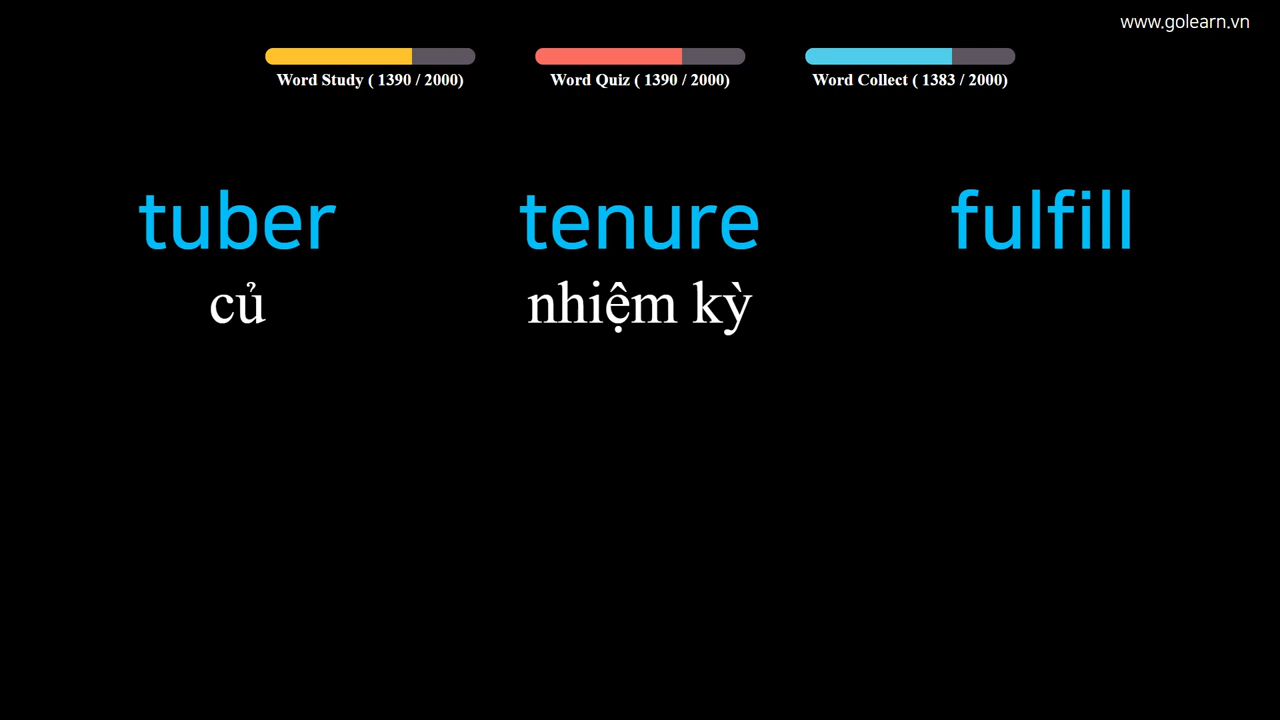 www.golearn.vn
Word Study ( 1390 / 2000)
Word Quiz ( 1390 / 2000)
Word Collect ( 1383 / 2000)
tuber
tenure
fulfill
củ
nhiệm kỳ